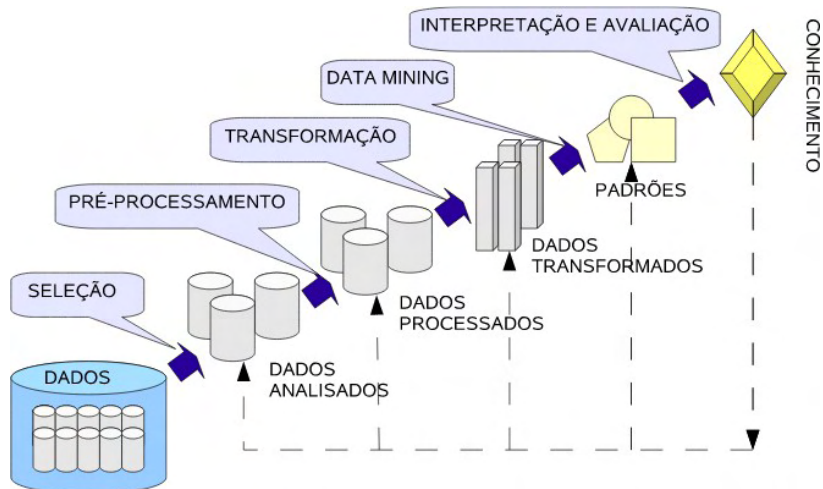 INTERPRETAÇÃO E AVALIAÇÃO
CONHECIMENTO
DATA MINING
TRANSFORMAÇÃO
PADRÕES
PRÉ-PROCESSAMENTO
DADOS
TRANSFORMADOS
SELEÇÃO
DADOS
PROCESSADOS
DADOS
ANALISADOS
DADOS